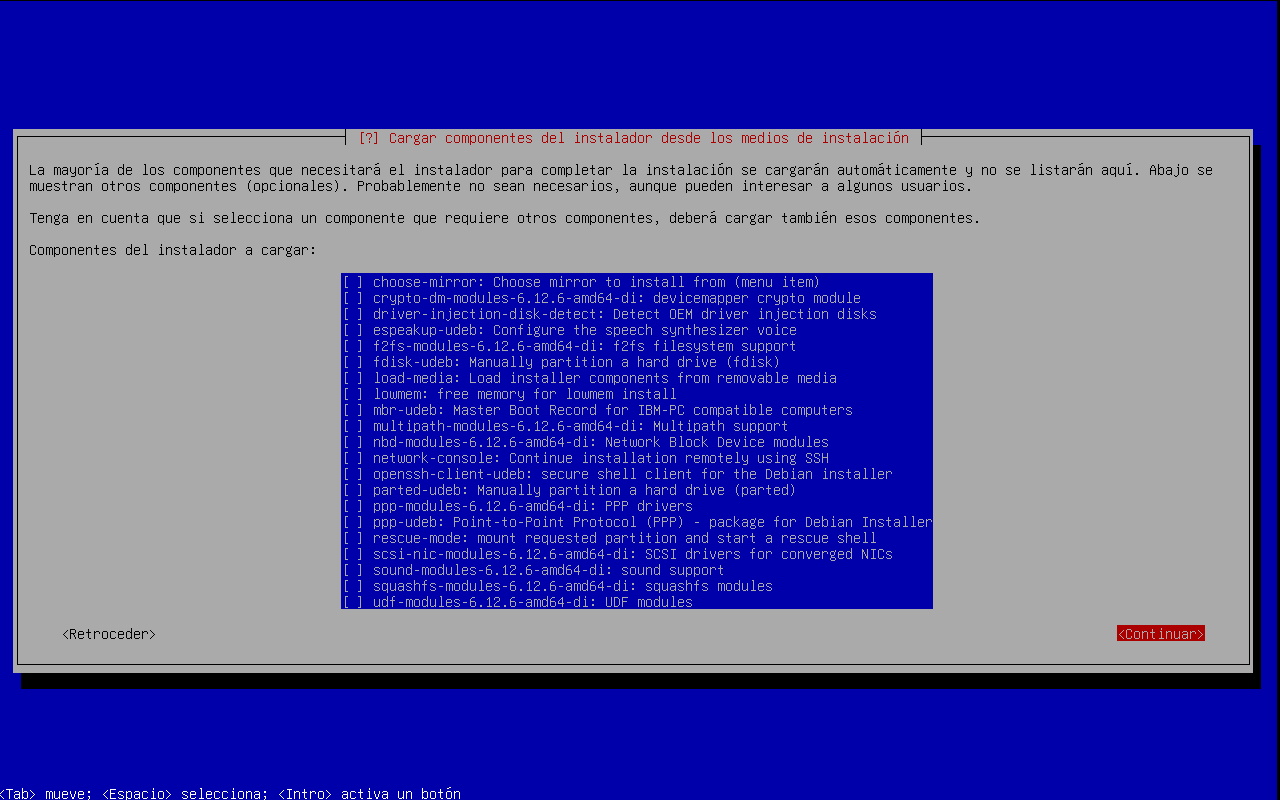 [?] Cargar componentes del instalador desde los medios de instalación
La mayoría de los componentes que necesitará el instalador para completar la instalación se cargarán automáticamente y no se listarán aquí. Abajo se
muestran otros componentes (opcionales). Probablemente no sean necesarios, aunque pueden interesar a algunos usuarios.
Tenga en cuenta que si selecciona un componente que requiere otros componentes, deberá cargar también esos componentes.
Componentes del instalador a cargar:
[ ] choose-mirror: Choose mirror to install from (menu item)
[ ] crypto-dm-modules-6.12.6-amd64-di: devicemapper crypto module
[ ] driver-injection-disk-detect: Detect OEM driver injection disks
[ ] espeakup-udeb: Configure the speech synthesizer voice
[ ] f2fs-modules-6.12.6-amd64-di: f2fs filesystem support
[ ] fdisk-udeb: Manually partition a hard drive (fdisk)
[ ] load-media: Load installer components from removable media
[ ] lowmem: free memory for lowmem install
[ ] mbr-udeb: Master Boot Record for IBM-PC compatible computers
[ ] multipath-modules-6.12.6-amd64-di: Multipath support
[ ] nbd-modules-6.12.6-amd64-di: Network Block Device modules
[ ] network-console: Continue installation remotely using SSH
[ ] openssh-client-udeb: secure shell client for the Debian installer
[ ] parted-udeb: Manually partition a hard drive (parted)
[ ] ppp-modules-6.12.6-amd64-di: PPP drivers
[ ] ppp-udeb: Point-to-Point Protocol (PPP) - package for Debian Installer
[ ] rescue-mode: mount requested partition and start a rescue shell
[ ] scsi-nic-modules-6.12.6-amd64-di: SCSI drivers for converged NICs
[ ] sound-modules-6.12.6-amd64-di: sound support
[ ] squashfs-modules-6.12.6-amd64-di: squashfs modules
[ ] udf-modules-6.12.6-amd64-di: UDF modules
<Retroceder> <Continuar>
<Tab> mueve; <Espacio> selecciona; <Intro> activa un botón